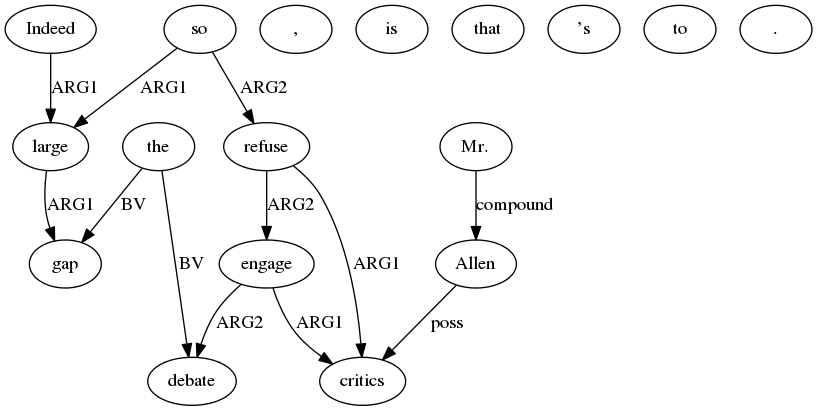 Indeed so , is that ’s to .
ARG1 ARG1 ARG2
large the refuse Mr.
ARG1 BV BV ARG2 ARG1 compound
gap engage Allen
ARG2 ARG1 poss
debate critics